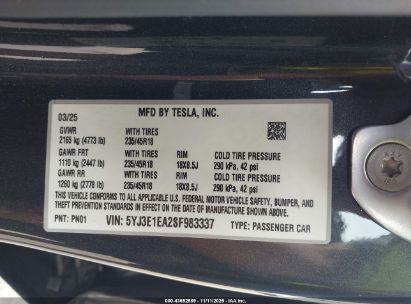 MFD BY TESLA, INC.
03/25
GVWR WITH TIRES
2165 kg (4773 lb) 235/45R18
GAWR FRT WITH TIRES RIM COLD TIRE PRESSURE
1110 kg (2447 lb) 235/45R18 18X8.5J 290 kPa, 42 psi
GAWR RR WITH TIRES RIM COLD TIRE PRESSURE
1260 kg (2778 lb) 235/45R18 18X8.5J 290 kPa, 42 psi
THIS VEHICLE CONFORMS TO ALL APPLICABLE FEDERAL MOTOR VEHICLE SAFETY, BUMPER, AND
THEFT PREVENTION STANDARDS IN EFFECT ON THE DATE OF MANUFACTURE SHOWN ABOVE.
PNT: PN01 VIN: 5YJ3E1EA2SF983337 TYPE: PASSENGER CAR